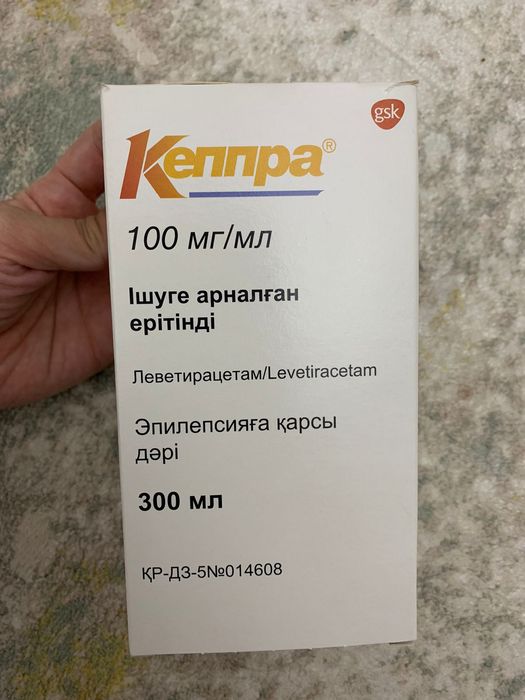 gsk
Кеппра®
100 мг/мл
Ішуге арналған
ерітінді
Леветирацетам/Levetiracetam
Эпилепсияға қарсы
дәрі
300 мл
ҚР-ДЗ-5№014608